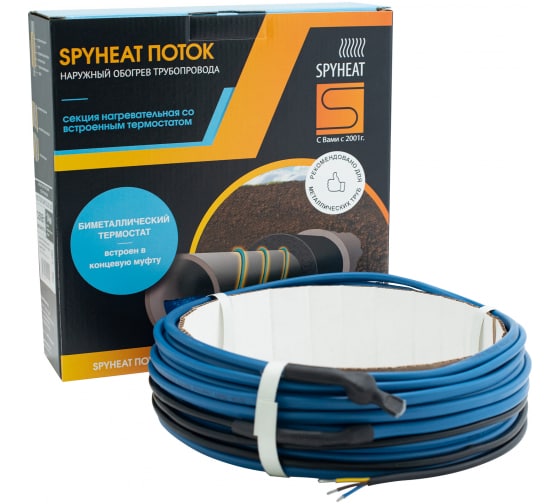 SPYHEAT ПОТОК
НАРУЖНЫЙ ОБОГРЕВ ТРУБОПРОВОДА
секция нагревательная со
встроенным термостатом
SPYHEAT
С Вами с 2001г.
РЕКОМЕНДОВАНО ДЛЯ
МЕТАЛЛИЧЕСКИХ ТРУБ
БИМЕТАЛЛИЧЕСКИЙ
ТЕРМОСТАТ
встроен в
концевую муфту
SPYHEAT ПО